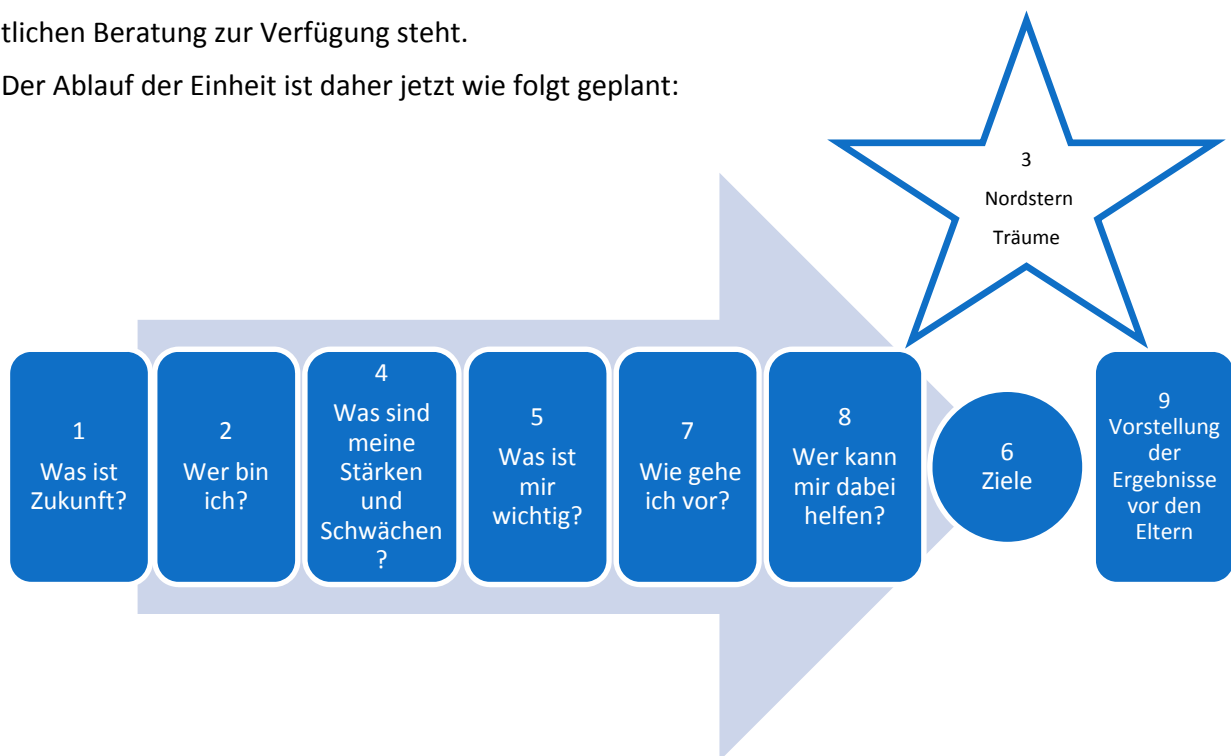 tlichen Beratung zur Verfügung steht.
Der Ablauf der Einheit ist daher jetzt wie folgt geplant:
3
Nordstern
Träume
1
Was ist
Zukunft?
2
Wer bin
ich?
4
Was sind
meine
Stärken
und
Schwächen
?
5
Was ist
mir
wichtig?
7
Wie gehe
ich vor?
8
Wer kann
mir dabei
helfen?
6
Ziele
9
Vorstellung
der
Ergebnisse
vor den
Eltern